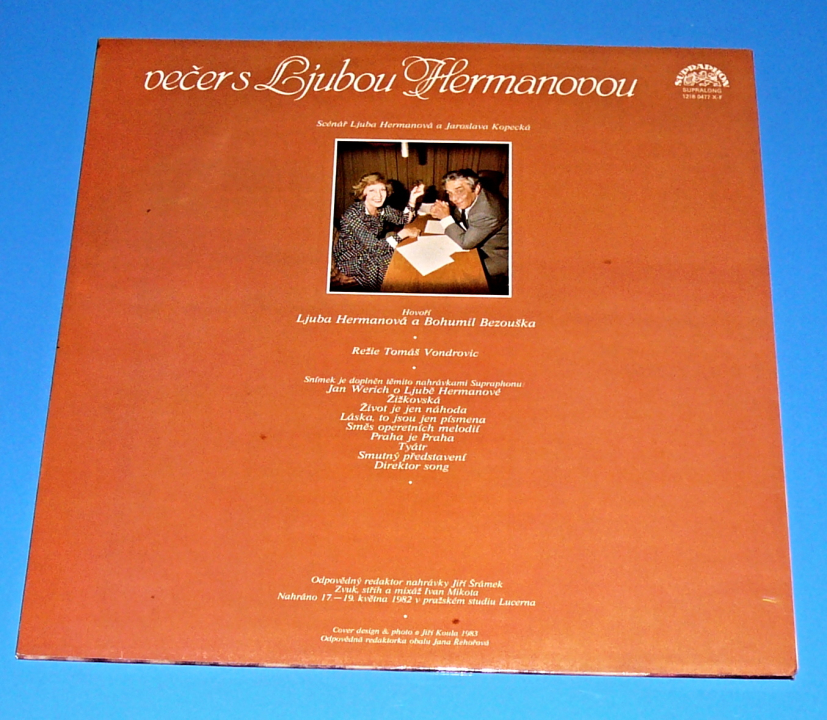 večer s Ljubou Hermanovou
SUPRAPHON
SUPRALONG
1218 0477 K-F
Scénář Ljuba Hermanová a Jaroslava Kopecká
Hovoří
Ljuba Hermanová a Bohumil Bezouška
Režie Tomáš Vondrovic
Snímek je doplněn těmito nahrávkami Supraphonu:
Jan Werich o Ljubě Hermanové
Žižkovská
Život je jen náhoda
Láska, to jsou jen písmena
Směs operetních melodií
Praha je Praha
Tyátr
Smutný představení
Direktor song
Odpovědný redaktor nahrávky Jiří Šrámek
Zvuk, střih a mixáž Ivan Mikota
Nahráno 17.—19. května 1982 v pražském studiu Lucerna
Cover design & photo © Jiří Koula 1983
Odpovědná redaktorka obalu Jana Řehořová